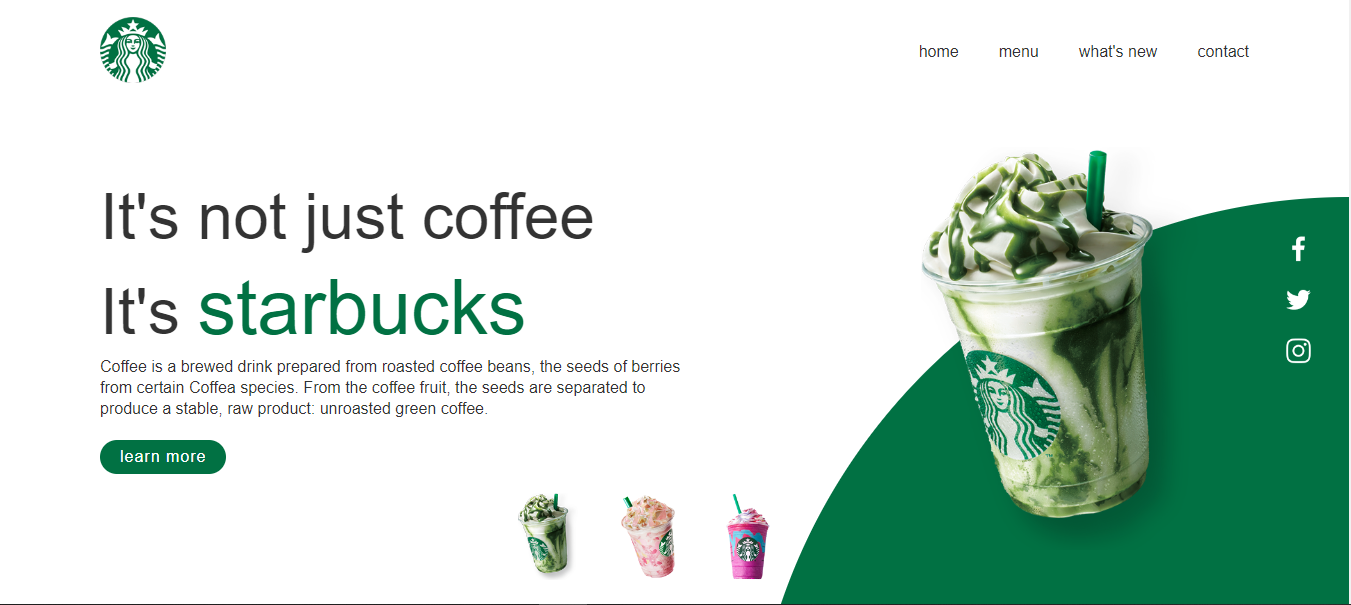 home menu what's new contact
It's not just coffee
It's starbucks
Coffee is a brewed drink prepared from roasted coffee beans, the seeds of berries
from certain Coffea species. From the coffee fruit, the seeds are separated to
produce a stable, raw product: unroasted green coffee.
learn more